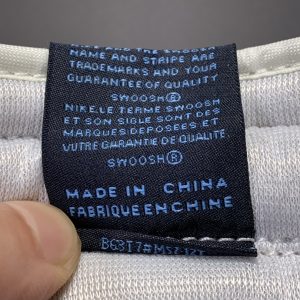 NAME AND STRIPE ARE
TRADEMARKS AND YOUR
GUARANTEE OF QUALITY
SWOOSH®
NIKE.LE TERME SWOOSH
ET SON SIGLE SONT DES
MARQUES DEPOSEES ET
VOTRE GARANTIE DE QUALITE.
SWOOSH®
MADE IN CHINA
FABRIQUE EN CHINE